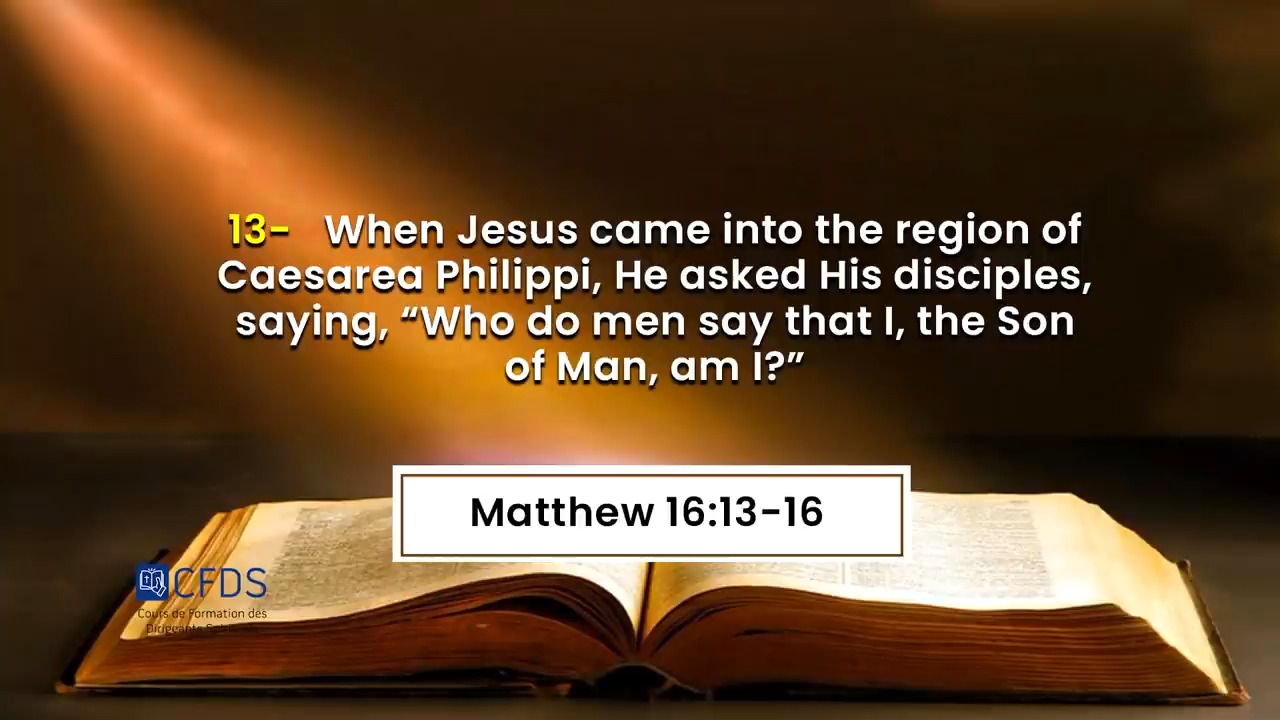 13- When Jesus came into the region of
Caesarea Philippi, He asked His disciples,
saying, “Who do men say that I, the Son
of Man, am I?”
Matthew 16:13-16
CFDS
Cours de Formation des
Dirigeants